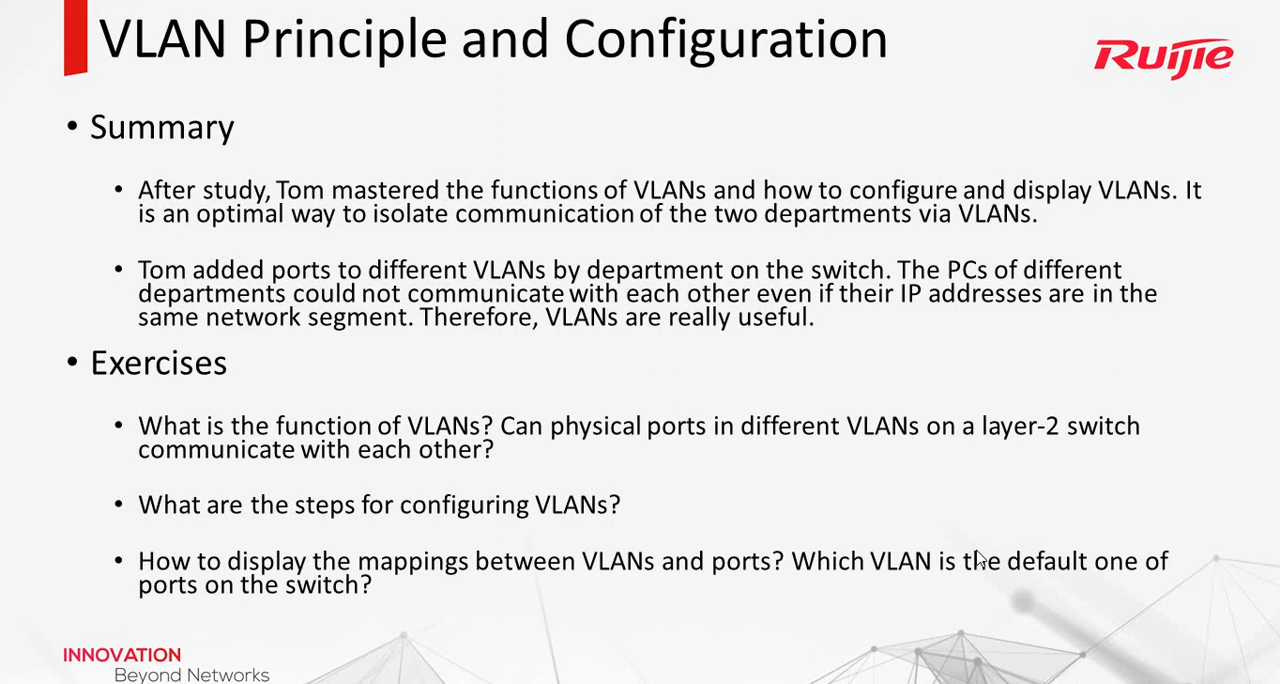 VLAN Principle and Configuration
Ruijie
• Summary
• After study, Tom mastered the functions of VLANs and how to configure and display VLANs. It
is an optimal way to isolate communication of the two departments via VLANs.
• Tom added ports to different VLANs by department on the switch. The PCs of different
departments could not communicate with each other even if their IP addresses are in the
same network segment. Therefore, VLANs are really useful.
• Exercises
• What is the function of VLANs? Can physical ports in different VLANs on a layer-2 switch
communicate with each other?
• What are the steps for configuring VLANs?
• How to display the mappings between VLANs and ports? Which VLAN is the default one of
ports on the switch?
INNOVATION
Beyond Networks